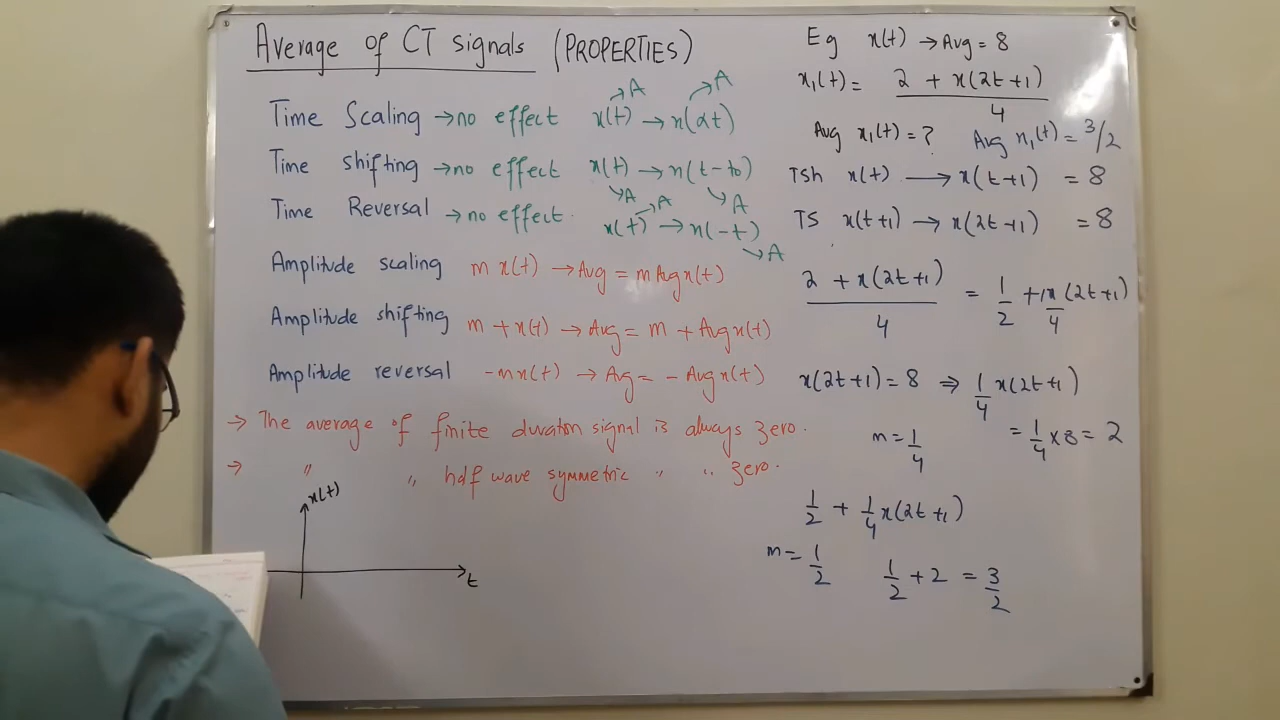 Average of CT signals (PROPERTIES)
Time Scaling → no effect x(t) → x(αt)
→ A → A
Time shifting → no effect x(t) → x(t-to)
→ A → A
Time Reversal → no effect. x(t) → x(-t)
→ A → A
Amplitude scaling m x(t) → Avg = m Avg x(t)
Amplitude shifting m + x(t) → Avg = m + Avg x(t)
Amplitude reversal -m x(t) → Avg = - Avg x(t)
→ The average of finite duration signal is always zero.
→ " " half wave symmetric " " zero.
x(t)
t
Eg x(t) → Avg = 8
x₁(t) = (2 + x(2t+1))/4
Avg x₁(t) = ? Avg x₁(t) = 3/2
TSh x(t) → x(t+1) = 8
TS x(t+1) → x(2t+1) = 8
(2 + x(2t+1))/4 = 1/2 + 1/4 x(2t+1)
x(2t+1) = 8 ⇒ 1/4 x(2t+1)
m = 1/4 = 1/4 × 8 = 2
1/2 + 1/4 x(2t+1)
m = 1/2 1/2 + 2 = 3/2